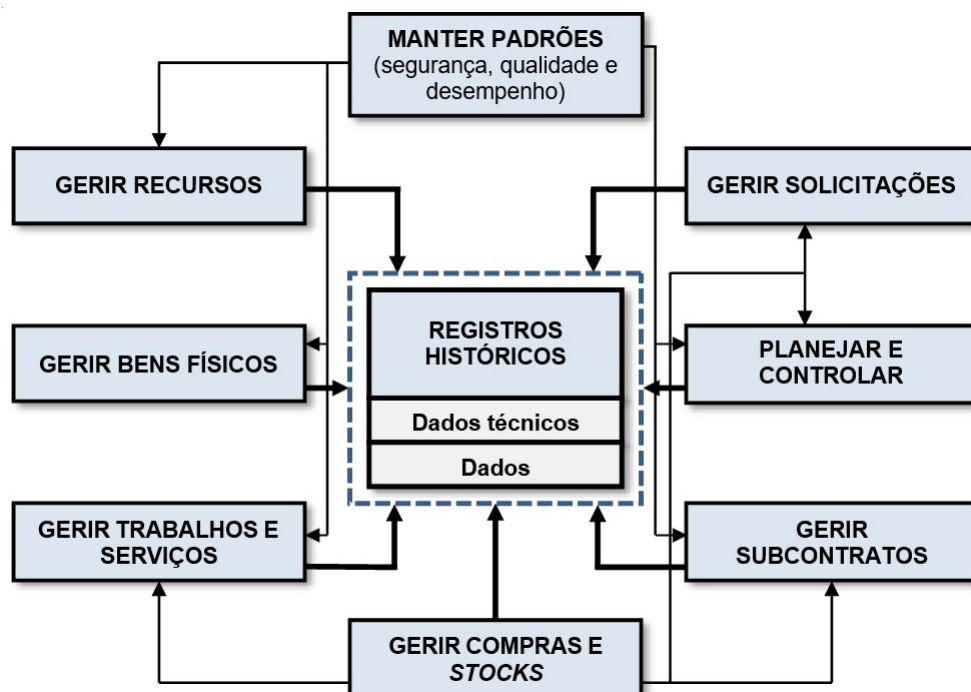 MANTER PADRÕES
(segurança, qualidade e
desempenho)
GERIR RECURSOS
GERIR SOLICITAÇÕES
REGISTROS
HISTÓRICOS
Dados técnicos
Dados
GERIR BENS FÍSICOS
PLANEJAR E
CONTROLAR
GERIR TRABALHOS E
SERVIÇOS
GERIR
SUBCONTRATOS
GERIR COMPRAS E
STOCKS